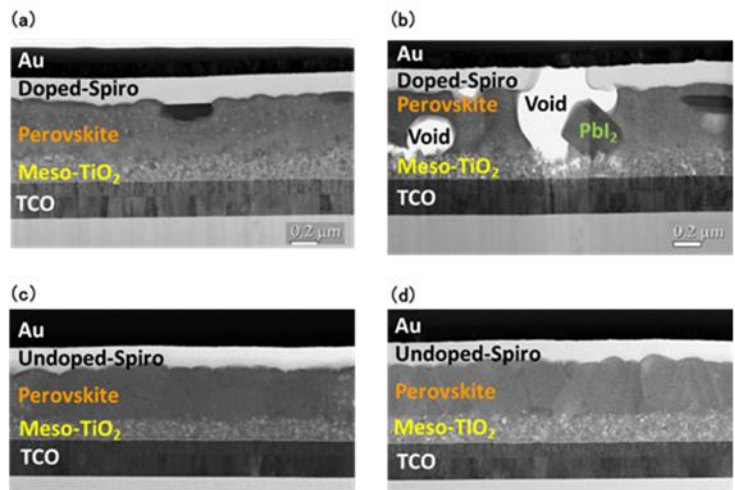 (a)
Au
Doped-Spiro
Perovskite
Meso-TiO₂
TCO
0.2 μm
(b)
Au
Doped-Spiro
Perovskite
Void
PbI₂
Void
Meso-TiO₂
TCO
0.2 μm
(c)
Au
Undoped-Spiro
Perovskite
Meso-TiO₂
TCO
(d)
Au
Undoped-Spiro
Perovskite
Meso-TIO₂
TCO